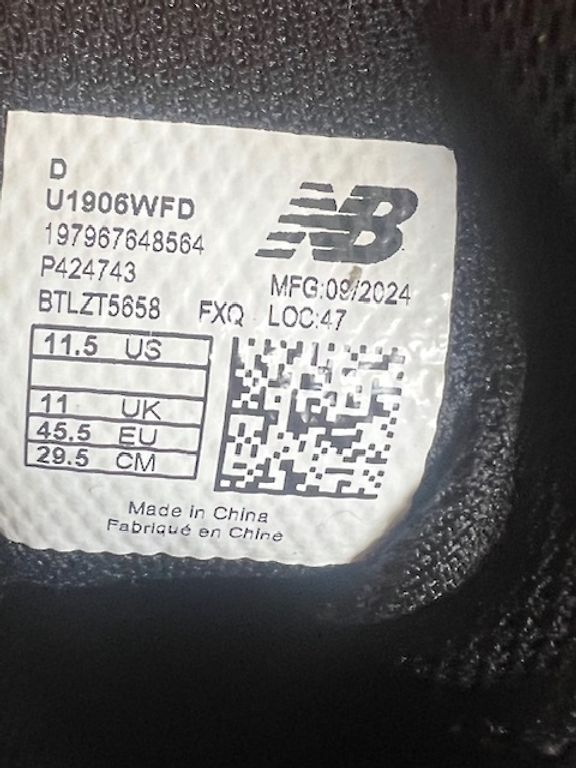 D
U1906WFD
197967648564
P424743
BTLZT5658
NB
MFG:09/2024
FXQ LOC:47
11.5 US
11 UK
45.5 EU
29.5 CM
Made in China
Fabriqué en Chine